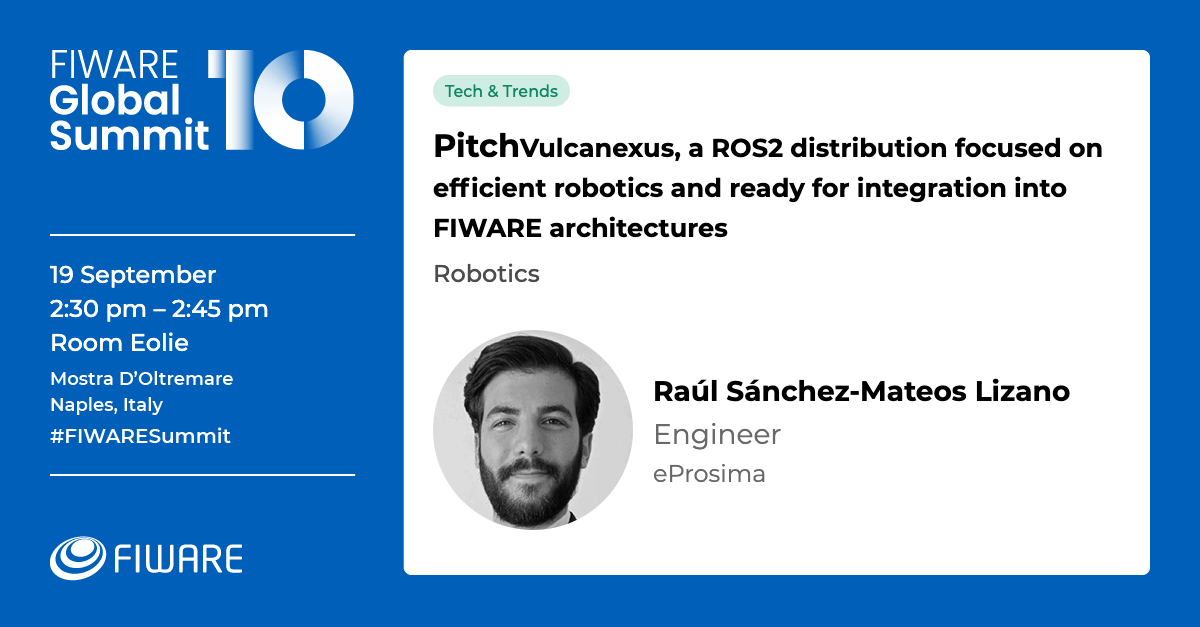 FIWARE
Global
Summit
10
19 September
2:30 pm – 2:45 pm
Room Eolie
Mostra D'Oltremare
Naples, Italy
#FIWARESummit
FIWARE
Tech & Trends
PitchVulcanexus, a ROS2 distribution focused on
efficient robotics and ready for integration into
FIWARE architectures
Robotics
Raúl Sánchez-Mateos Lizano
Engineer
eProsima